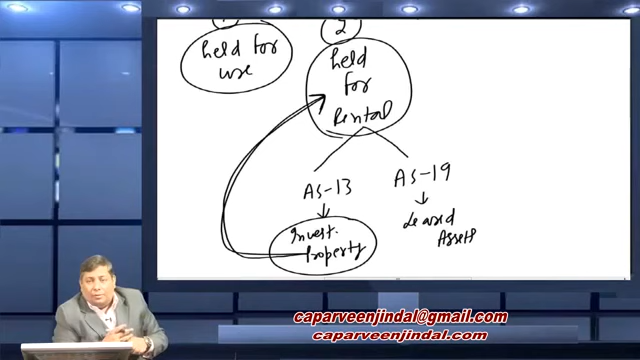 2
held for
use
held
for
Rental
AS-13
AS-19
Invest.
Property
Leased
Assets
caparveenjindal@gmail.com
caparveenjindal.com